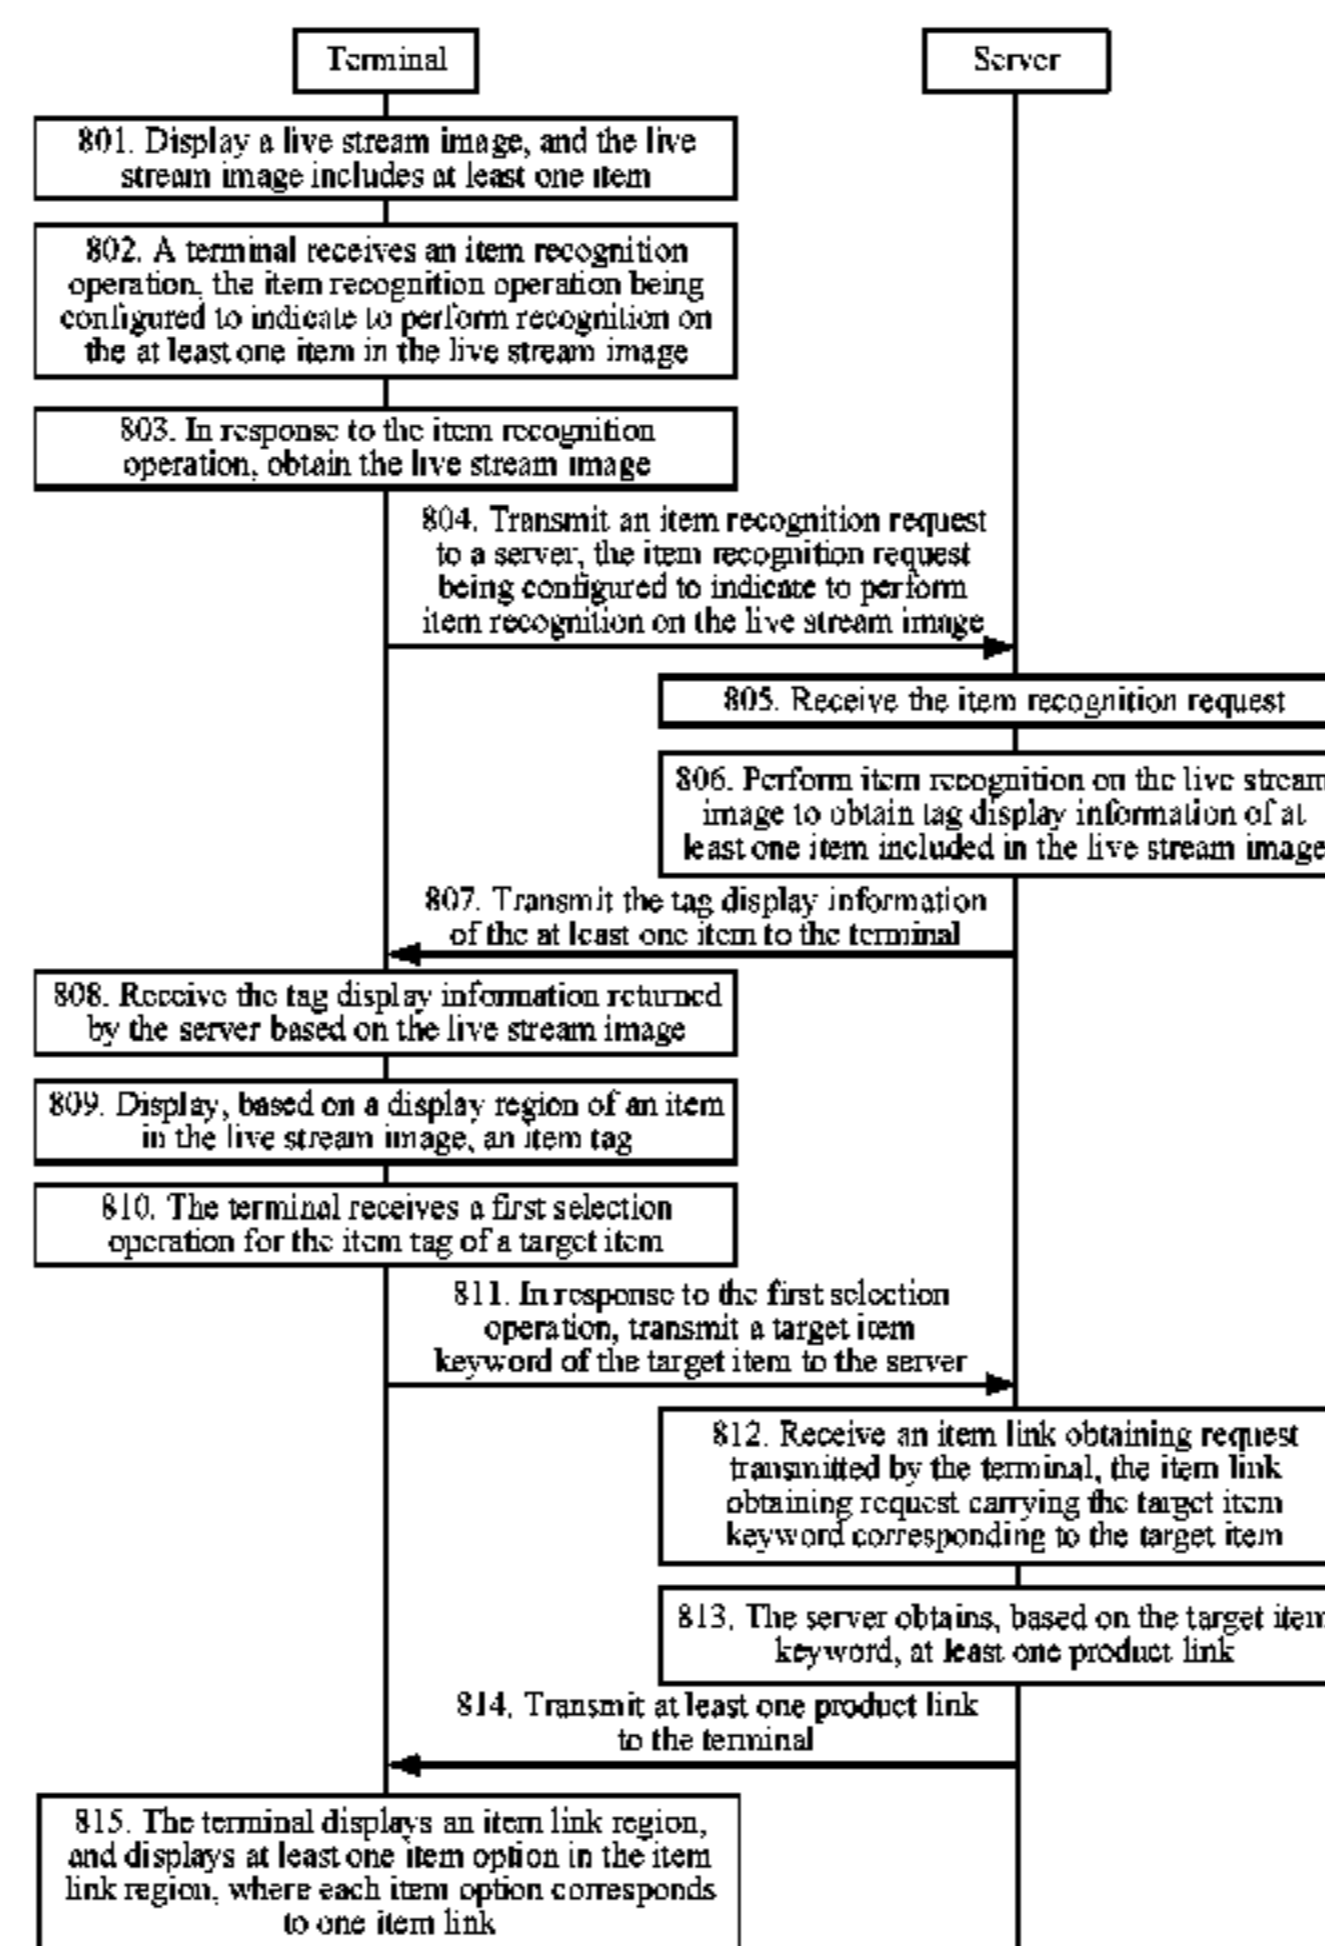 Terminal
Server
801. Display a live stream image, and the live
stream image includes at least one item
802. A terminal receives an item recognition
operation, the item recognition operation being
configured to indicate to perform recognition on
the at least one item in the live stream image
803. In response to the item recognition
operation, obtain the live stream image
804. Transmit an item recognition request
to a server, the item recognition request
being configured to indicate to perform
item recognition on the live stream image
805. Receive the item recognition request
806. Perform item recognition on the live stream
image to obtain tag display information of at
least one item included in the live stream image
807. Transmit the tag display information
of the at least one item to the terminal
808. Receive the tag display information returned
by the server based on the live stream image
809. Display, based on a display region of an item
in the live stream image, an item tag
810. The terminal receives a first selection
operation for the item tag of a target item
811. In response to the first selection
operation, transmit a target item
keyword of the target item to the server
812. Receive an item link obtaining request
transmitted by the terminal, the item link
obtaining request carrying the target item
keyword corresponding to the target item
813. The server obtains, based on the target item
keyword, at least one product link
814. Transmit at least one product link
to the terminal
815. The terminal displays an item link region,
and displays at least one item option in the item
link region, where each item option corresponds
to one item link